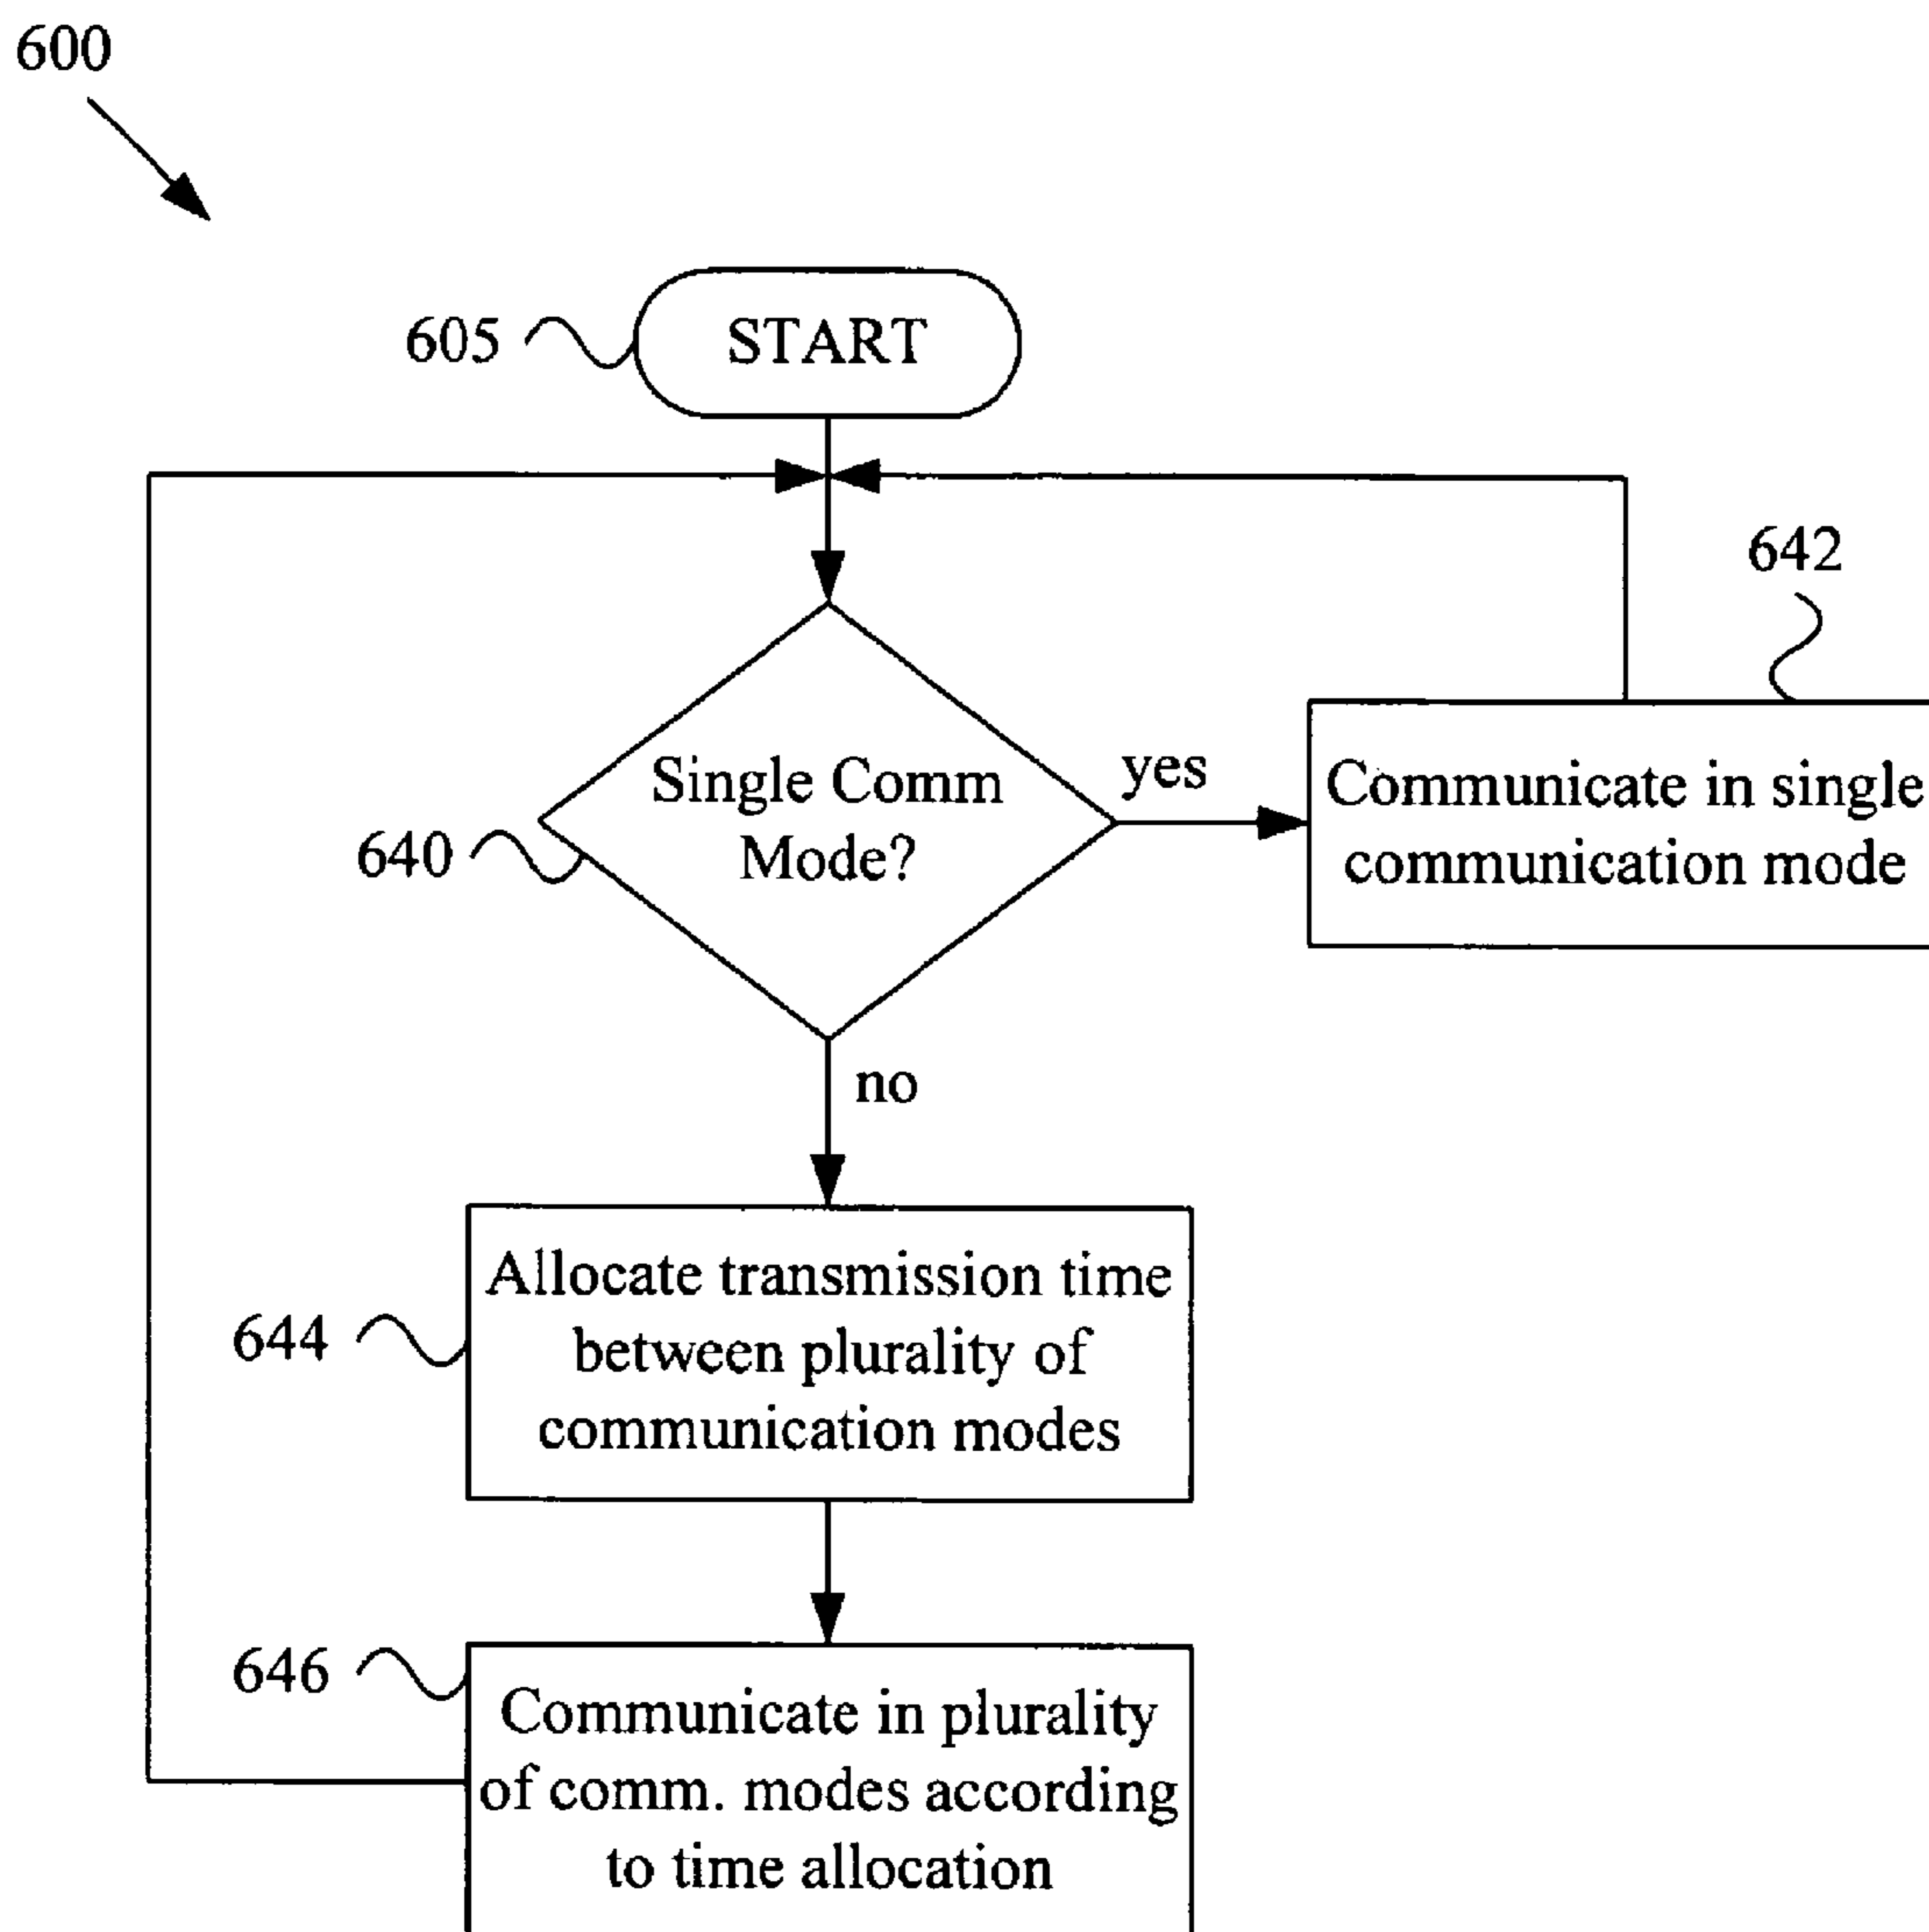 600
605
START
642
Single Comm
Mode?
yes
Communicate in single
communication mode
640
no
Allocate transmission time
between plurality of
communication modes
644
646
Communicate in plurality
of comm. modes according
to time allocation